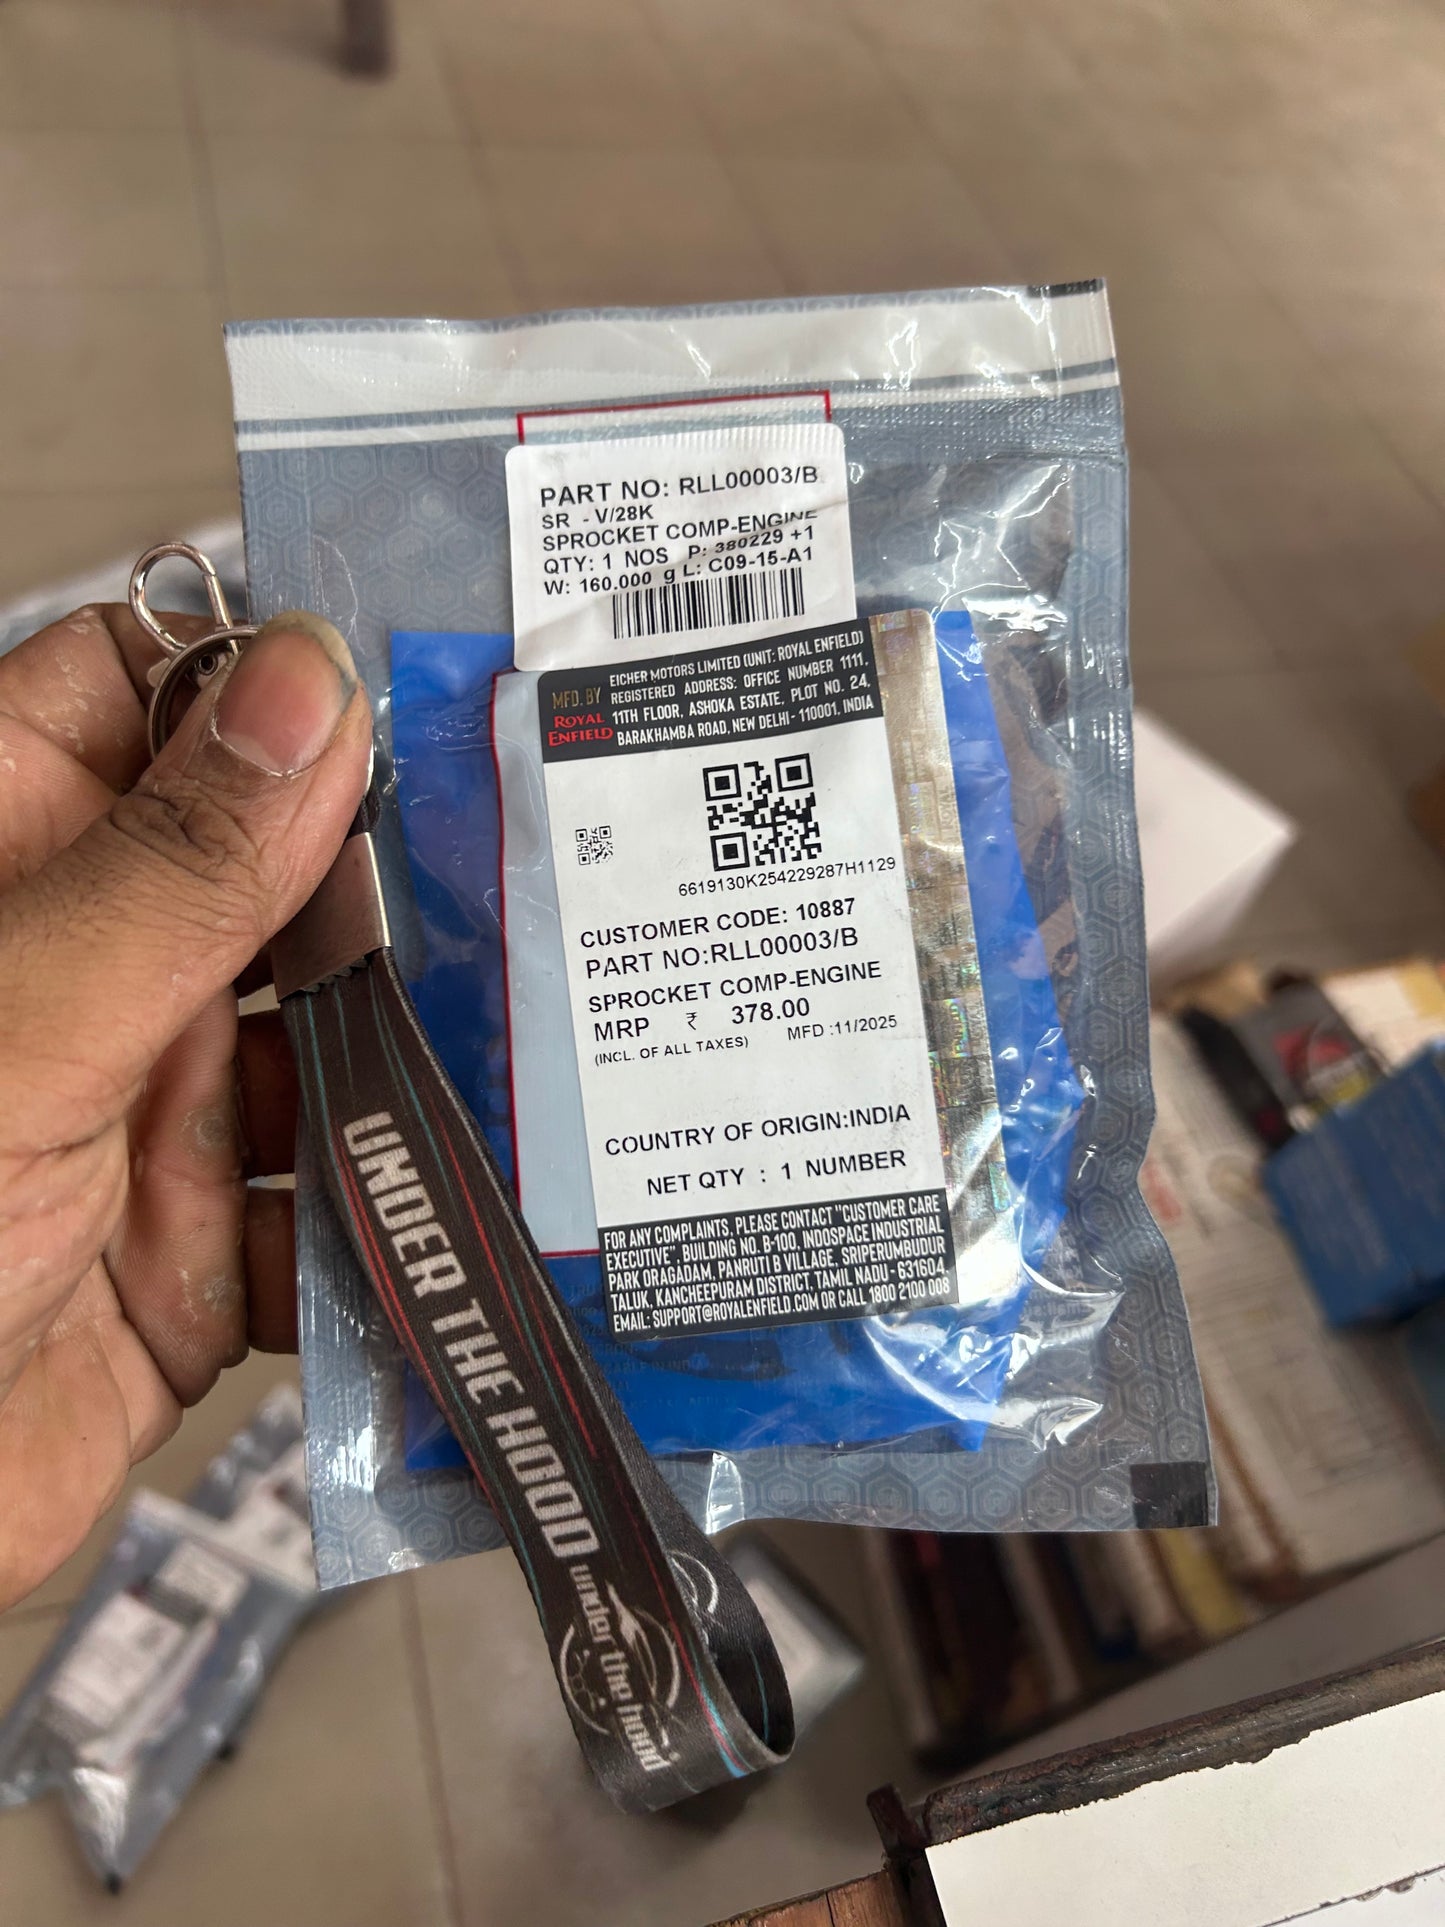 PART NO: RLL00003/B
SR - V/28K
SPROCKET COMP-ENGINE
QTY: 1 NOS P: 380229 +1
W: 160.000 g L: C09-15-A1
MFD. BY
ROYAL
ENFIELD
EICHER MOTORS LIMITED (UNIT: ROYAL ENFIELD)
REGISTERED ADDRESS: OFFICE NUMBER 1111,
11TH FLOOR, ASHOKA ESTATE, PLOT NO. 24,
BARAKHAMBA ROAD, NEW DELHI - 110001. INDIA
6619130K254229287H1129
CUSTOMER CODE: 10887
PART NO:RLL00003/B
SPROCKET COMP-ENGINE
MRP ₹ 378.00
(INCL. OF ALL TAXES) MFD :11/2025
COUNTRY OF ORIGIN:INDIA
NET QTY : 1 NUMBER
FOR ANY COMPLAINTS, PLEASE CONTACT "CUSTOMER CARE
EXECUTIVE", BUILDING NO. B-100, INDOSPACE INDUSTRIAL
PARK ORAGADAM, PANRUTI B VILLAGE, SRIPERUMBUDUR
TALUK, KANCHEEPURAM DISTRICT, TAMIL NADU - 631604.
EMAIL: SUPPORT@ROYALENFIELD.COM OR CALL 1800 2100 008
UNDER THE HOOD
under the hood